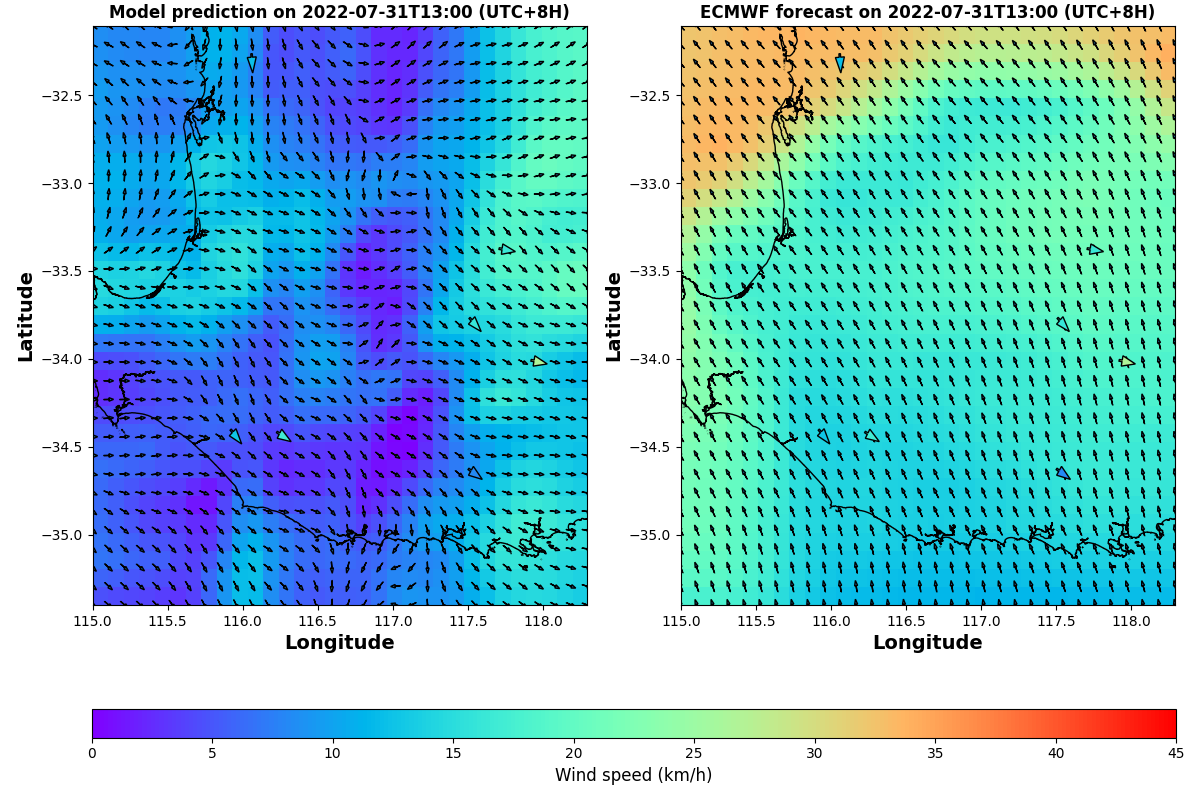 Model prediction on 2022-07-31T13:00 (UTC+8H)
ECMWF forecast on 2022-07-31T13:00 (UTC+8H)
−32.5
−33.0
−33.5
−34.0
−34.5
−35.0
Latitude
115.0 115.5 116.0 116.5 117.0 117.5 118.0
Longitude
−32.5
−33.0
−33.5
−34.0
−34.5
−35.0
Latitude
115.0 115.5 116.0 116.5 117.0 117.5 118.0
Longitude
0 5 10 15 20 25 30 35 40 45
Wind speed (km/h)